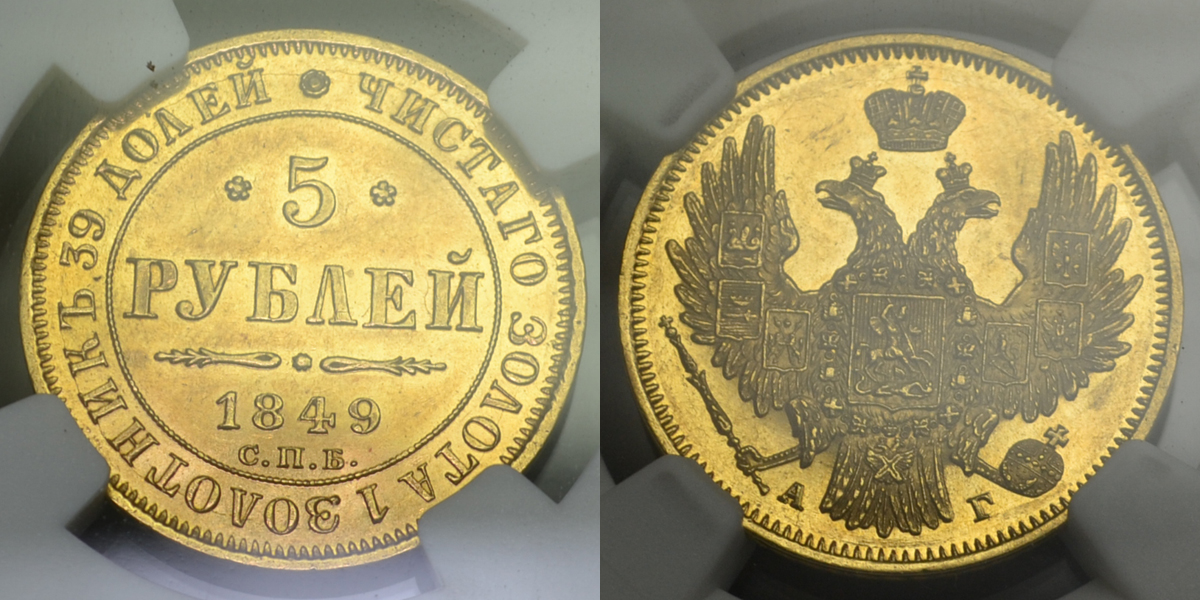 ЧИСТАГО ЗОЛОТА 1 ЗОЛОТНИКЪ 39 ДОЛЕЙ
5
РУБЛЕЙ
1849
С.П.Б.
А Г